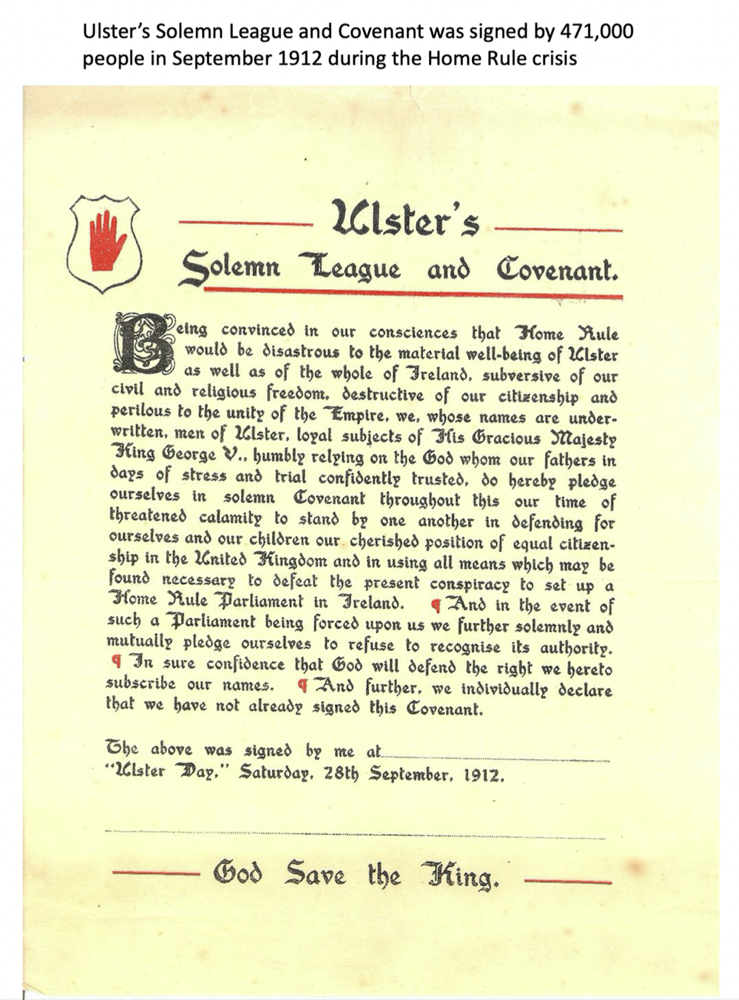 Ulster’s Solemn League and Covenant was signed by 471,000
people in September 1912 during the Home Rule crisis
Ulster's
Solemn League and Covenant.
Being convinced in our consciences that Home Rule
would be disastrous to the material well-being of Ulster
as well as of the whole of Ireland, subversive of our
civil and religious freedom, destructive of our citizenship and
perilous to the unity of the Empire, we, whose names are under-
written, men of Ulster, loyal subjects of His Gracious Majesty
King George V., humbly relying on the God whom our fathers in
days of stress and trial confidently trusted, do hereby pledge
ourselves in solemn Covenant throughout this our time of
threatened calamity to stand by one another in defending for
ourselves and our children our cherished position of equal citizen-
ship in the United Kingdom and in using all means which may be
found necessary to defeat the present conspiracy to set up a
Home Rule Parliament in Ireland. ¶ And in the event of
such a Parliament being forced upon us we further solemnly and
mutually pledge ourselves to refuse to recognise its authority.
¶ In sure confidence that God will defend the right we hereto
subscribe our names. ¶ And further, we individually declare
that we have not already signed this Covenant.
The above was signed by me at
"Ulster Day," Saturday, 28th September, 1912.
God Save the King.